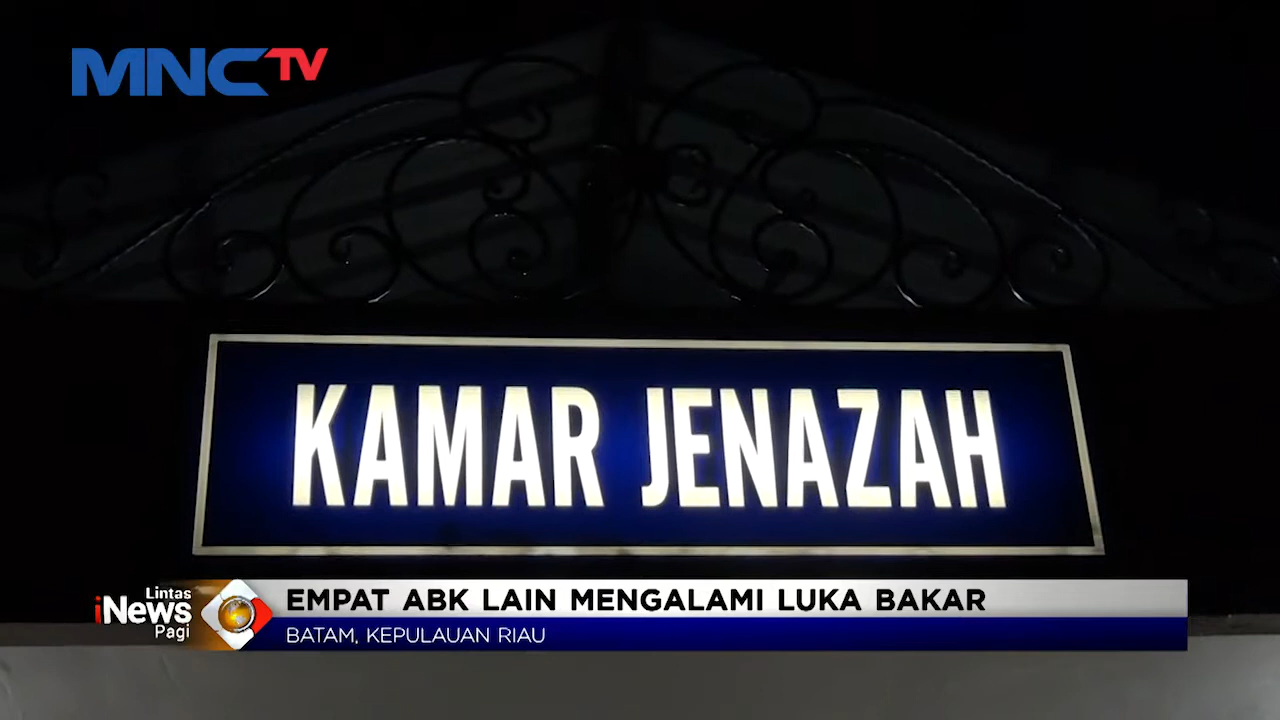 MNCTV
KAMAR JENAZAH
Lintas
iNews
Pagi
EMPAT ABK LAIN MENGALAMI LUKA BAKAR
BATAM, KEPULAUAN RIAU